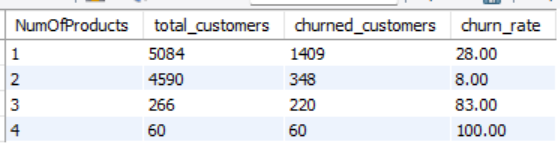 NumOfProducts total_customers churned_customers churn_rate
1 5084 1409 28.00
2 4590 348 8.00
3 266 220 83.00
4 60 60 100.00